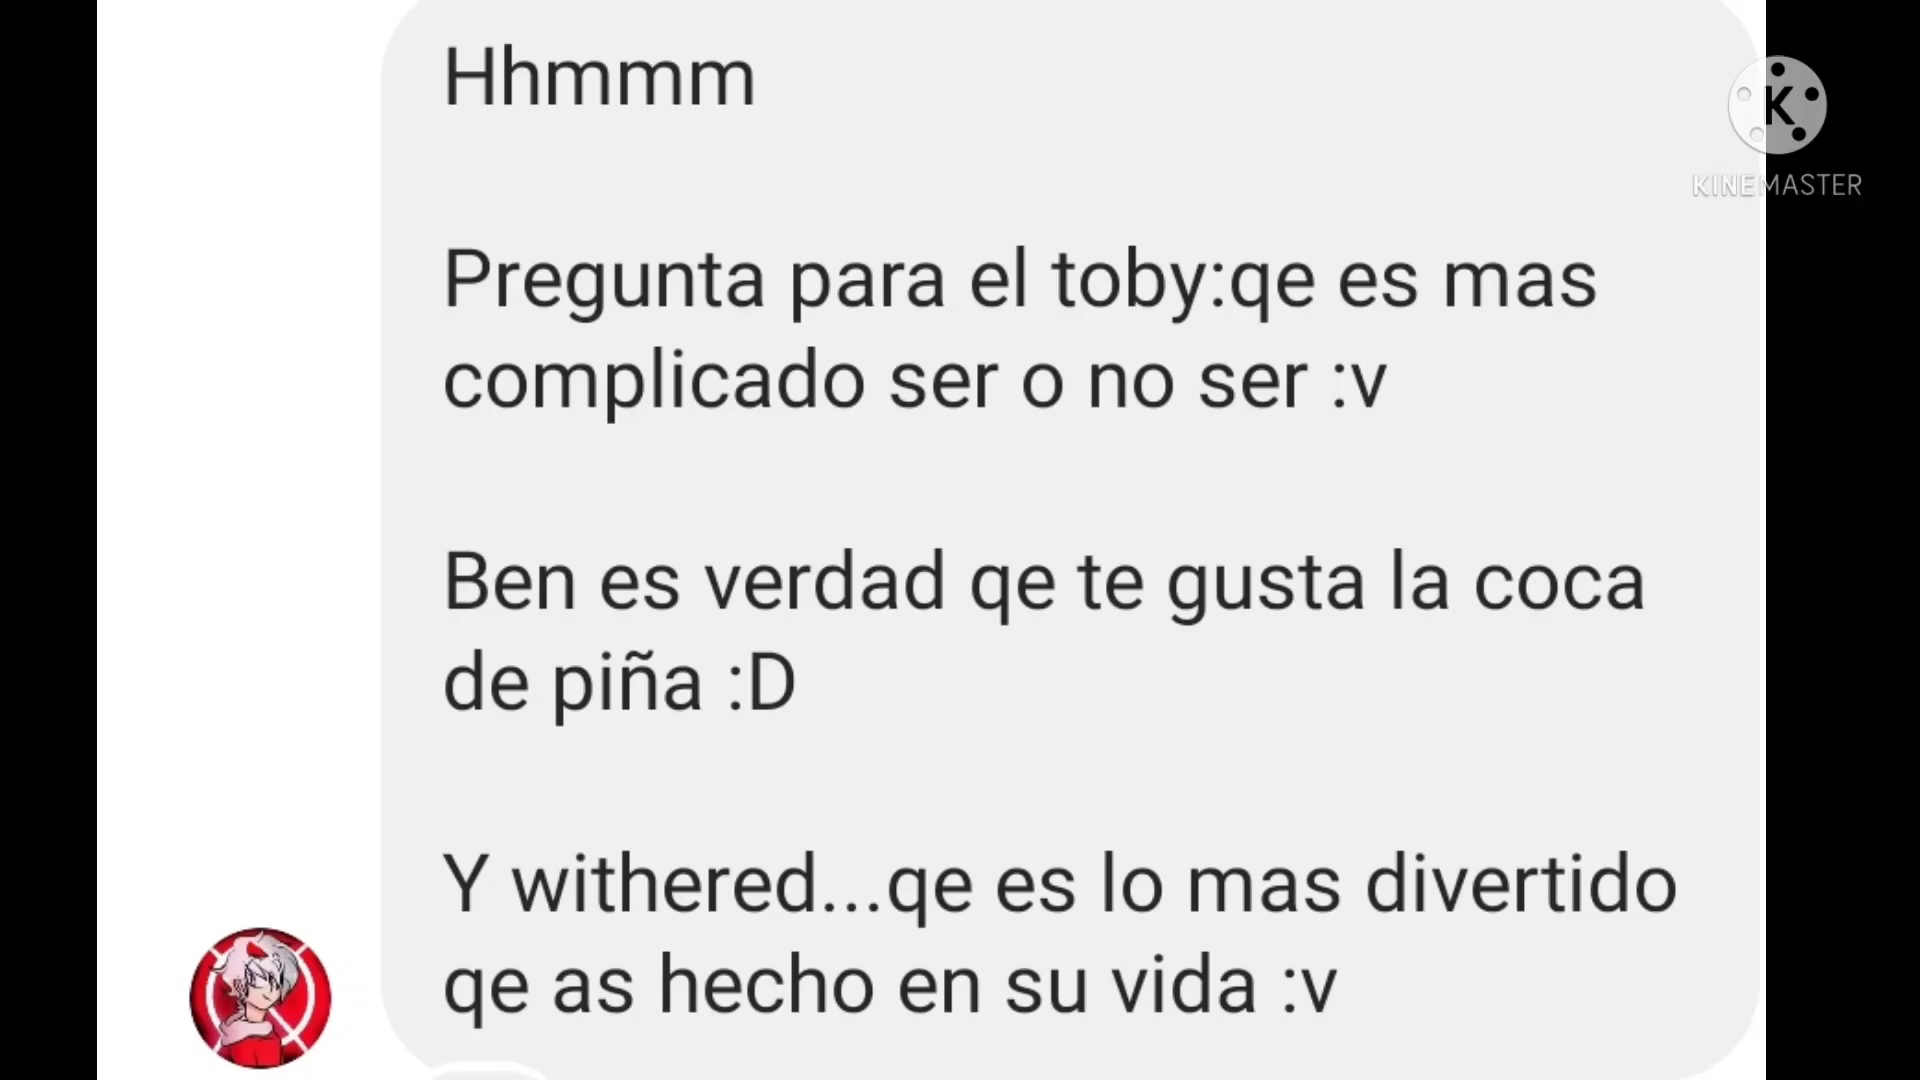 Hhmmm
K
KINEMASTER
Pregunta para el toby:qe es mas
complicado ser o no ser :v
Ben es verdad qe te gusta la coca
de piña :D
Y withered...qe es lo mas divertido
qe as hecho en su vida :v